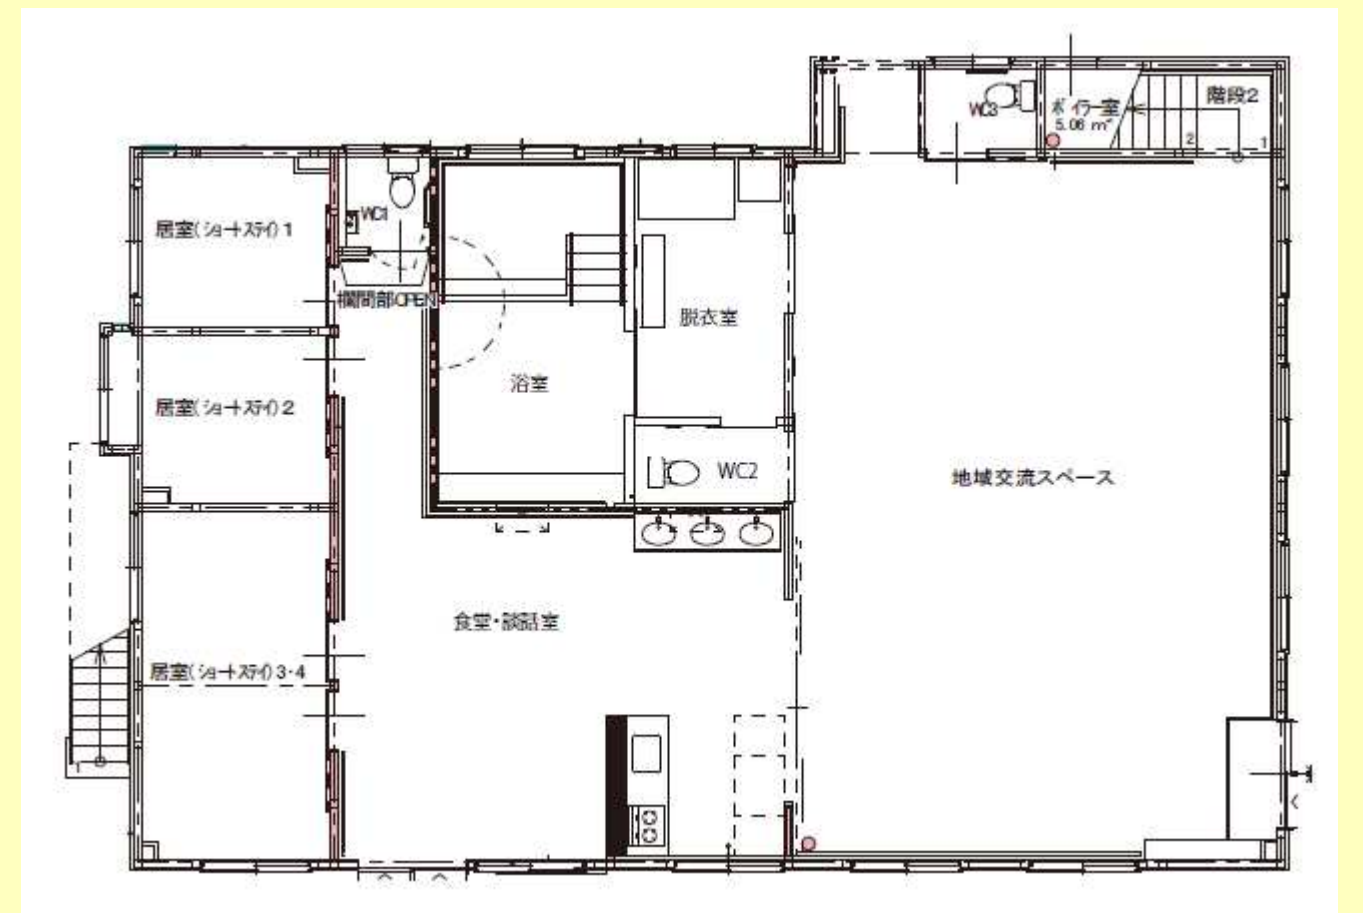 階段2
WC3
ボイラー室
5.06 ㎡
2
1
居室(ショートステイ)1
WC1
欄間部OPEN
脱衣室
浴室
居室(ショートステイ)2
WC2
地域交流スペース
食堂・談話室
居室(ショートステイ)3・4
1